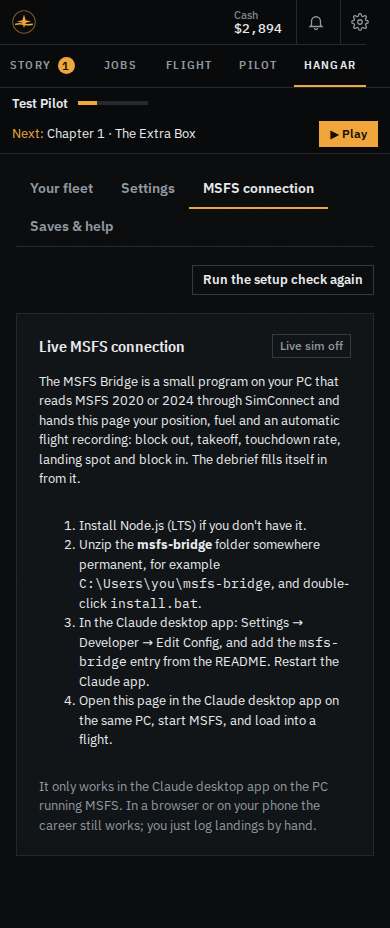 Cash
$2,894
STORY 1 JOBS FLIGHT PILOT HANGAR
Test Pilot
Next: Chapter 1 · The Extra Box
▶ Play
Your fleet Settings MSFS connection
Saves & help
Run the setup check again
Live MSFS connection
Live sim off
The MSFS Bridge is a small program on your PC that
reads MSFS 2020 or 2024 through SimConnect and
hands this page your position, fuel and an automatic
flight recording: block out, takeoff, touchdown rate,
landing spot and block in. The debrief fills itself in
from it.
1. Install Node.js (LTS) if you don't have it.
2. Unzip the msfs-bridge folder somewhere
permanent, for example
C:\Users\you\msfs-bridge, and double-
click install.bat.
3. In the Claude desktop app: Settings →
Developer → Edit Config, and add the msfs-
bridge entry from the README. Restart the
Claude app.
4. Open this page in the Claude desktop app on
the same PC, start MSFS, and load into a
flight.
It only works in the Claude desktop app on the PC
running MSFS. In a browser or on your phone the
career still works; you just log landings by hand.